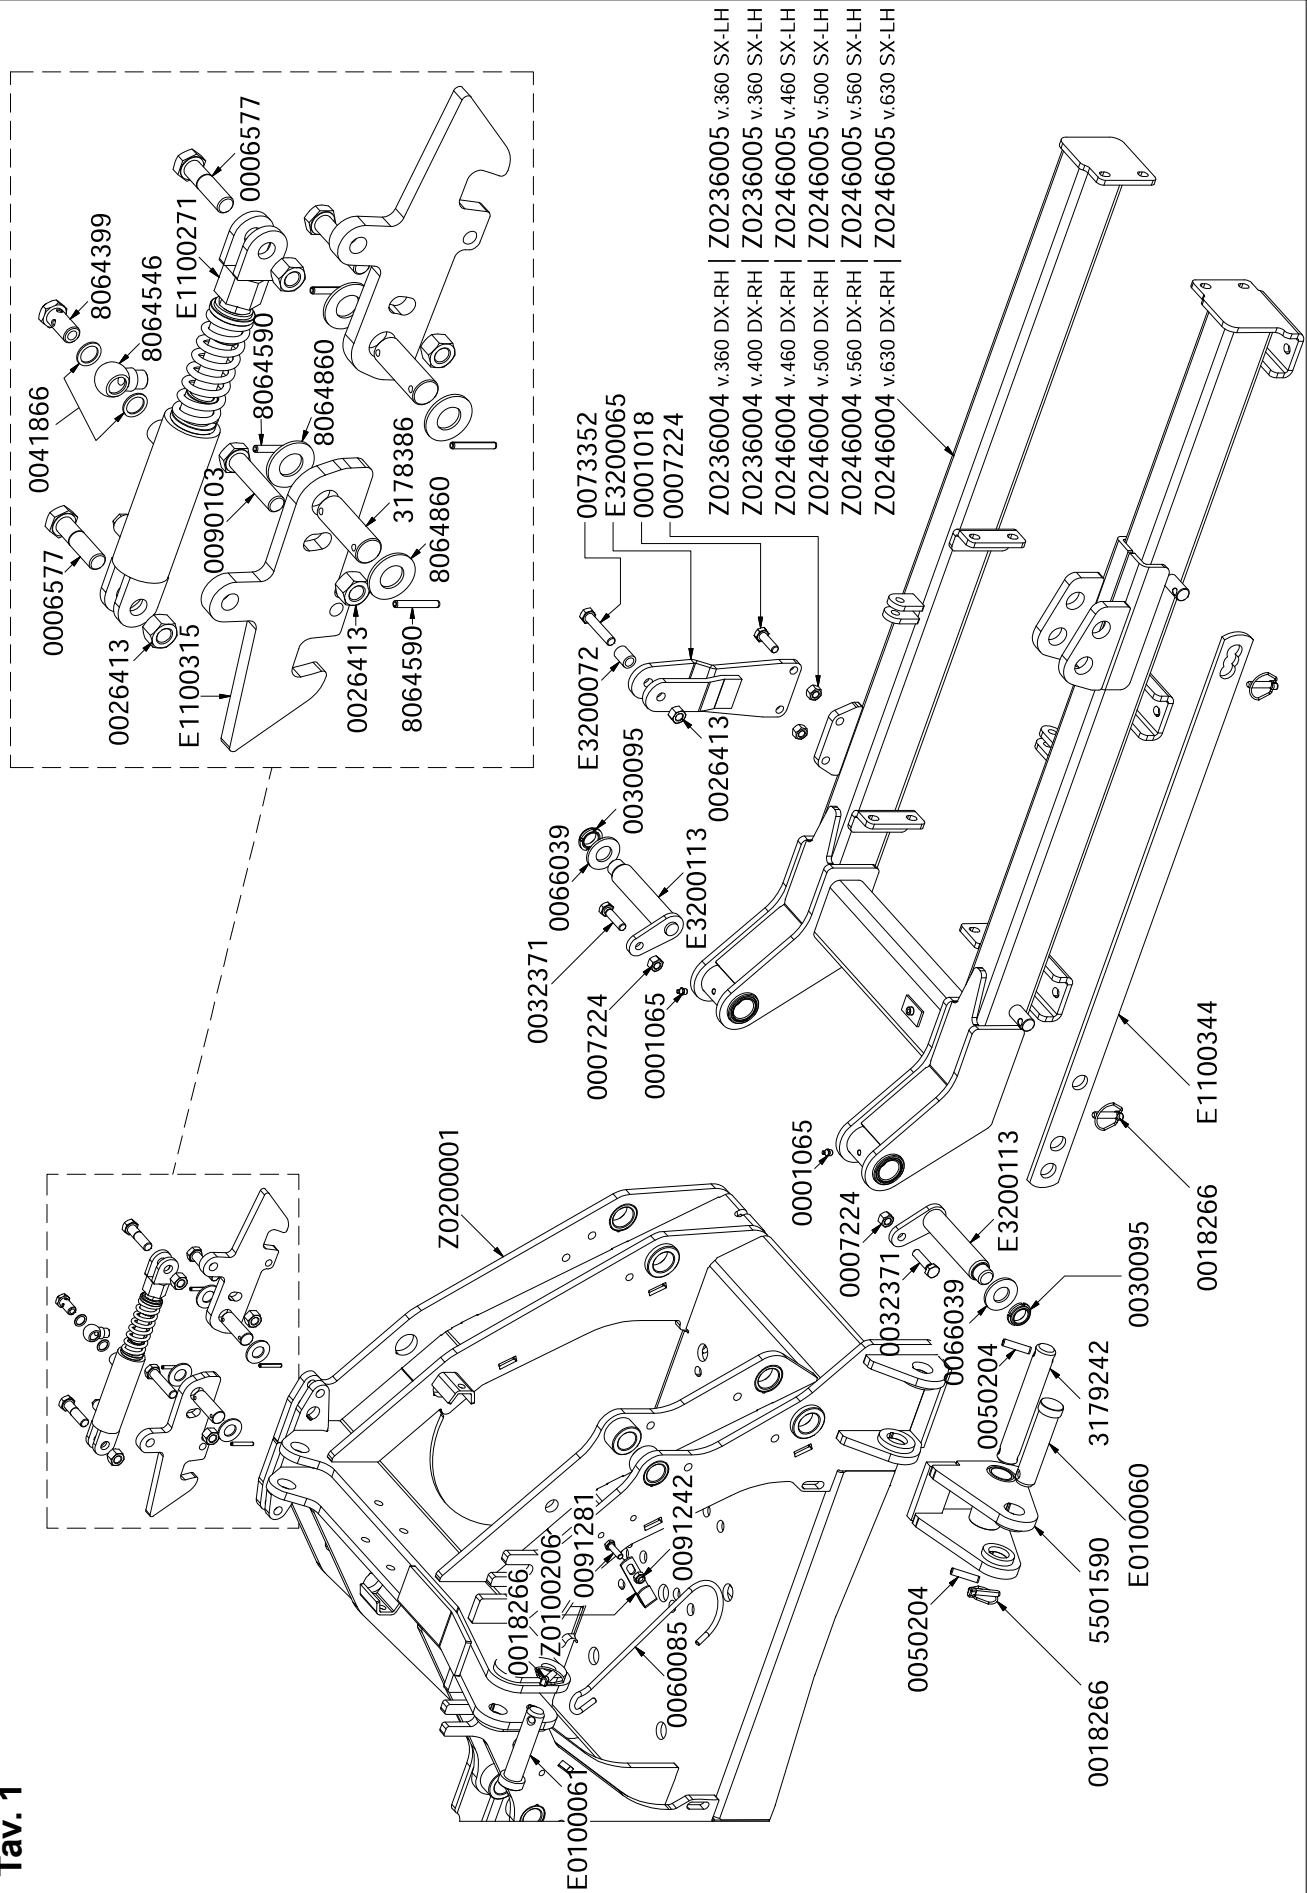 Tav. 1
0006577
0026413
E1100315
0041866
8064399
8064546
E1100271
0006577
0090103
8064590
8064860
3178386
8064860
0026413
8064590
Z0200001
0032371
0066039
0030095
E3200113
0007224
0001065
E3200072
0026413
0073352
E3200065
0001018
0007224
Z0236004 v.360 DX-RH | Z0236005 v.360 SX-LH
Z0236004 v.400 DX-RH | Z0236005 v.360 SX-LH
Z0246004 v.460 DX-RH | Z0246005 v.460 SX-LH
Z0246004 v.500 DX-RH | Z0246005 v.500 SX-LH
Z0246004 v.560 DX-RH | Z0246005 v.560 SX-LH
Z0246004 v.630 DX-RH | Z0246005 v.630 SX-LH
0018266
Z0100206
0091281
0091242
0060085
E0100061
0001065
0007224
0032371
0066039
E3200113
0030095
E1100344
0018266
0050204
3179242
E0100060
5501590
0050204
0018266